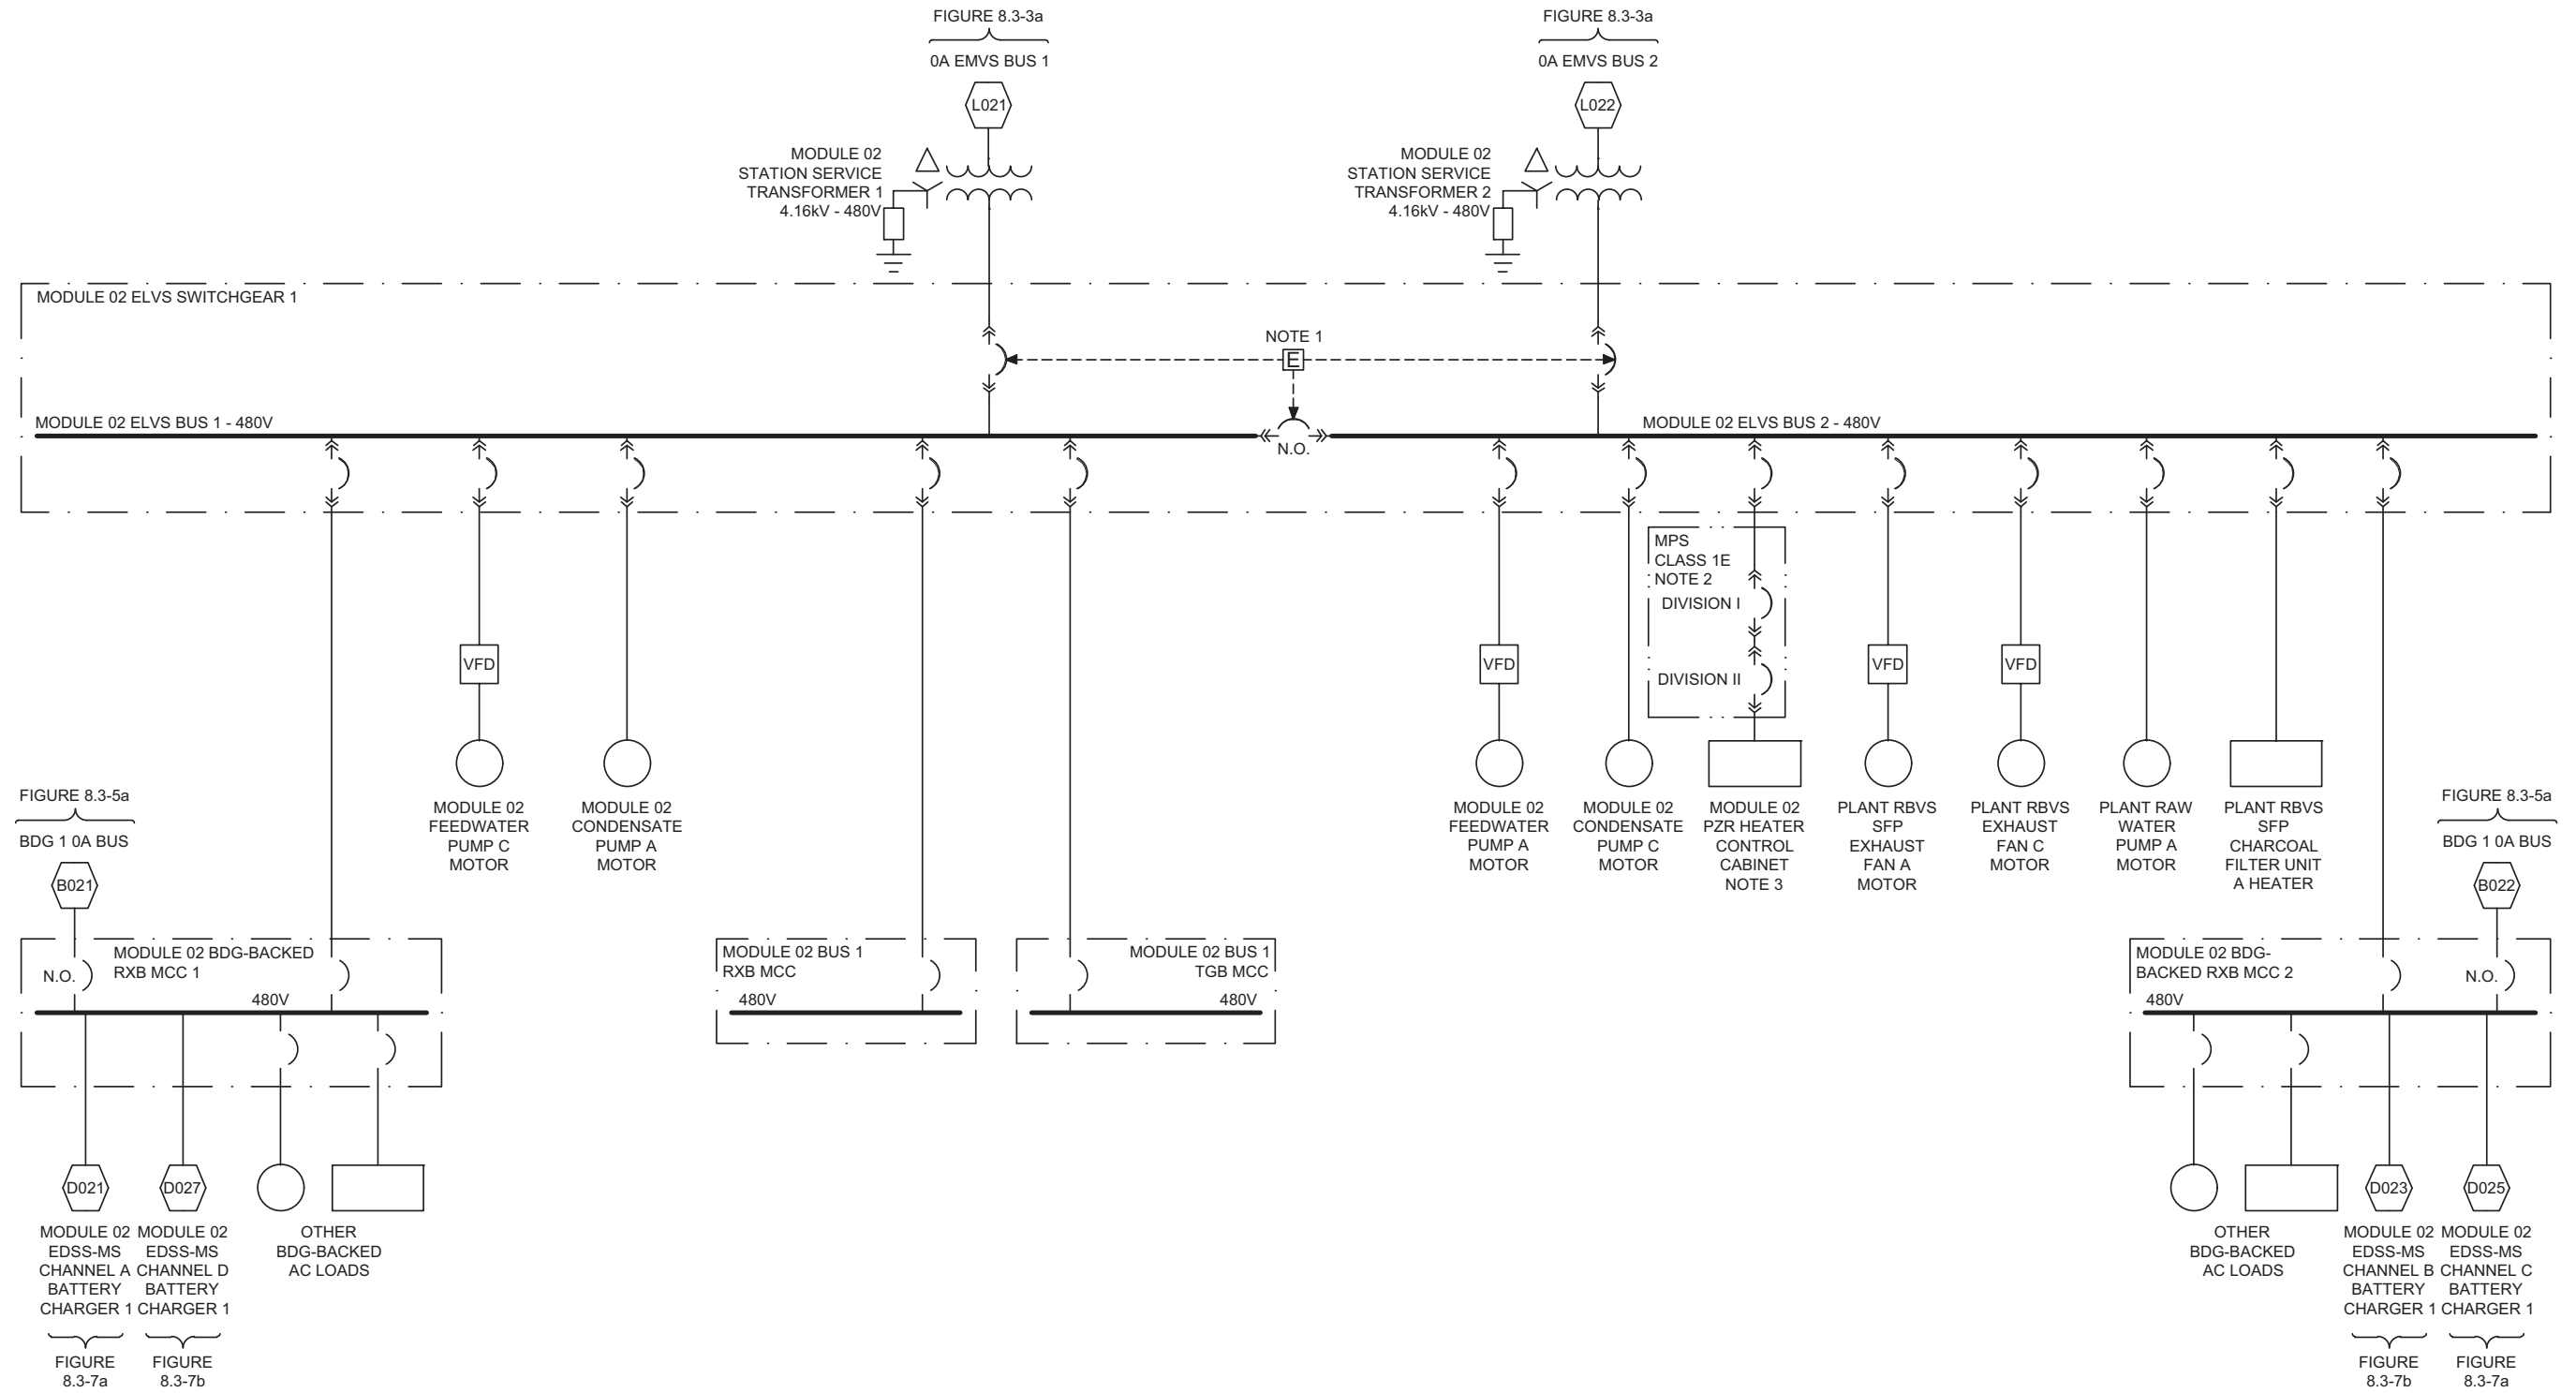 FIGURE 8.3-3a
0A EMVS BUS 1
L021
MODULE 02
STATION SERVICE
TRANSFORMER 1
4.16kV - 480V
FIGURE 8.3-3a
0A EMVS BUS 2
L022
MODULE 02
STATION SERVICE
TRANSFORMER 2
4.16kV - 480V
MODULE 02 ELVS SWITCHGEAR 1
NOTE 1
E
MODULE 02 ELVS BUS 1 - 480V
N.O.
MODULE 02 ELVS BUS 2 - 480V
MPS
CLASS 1E
NOTE 2
DIVISION I
DIVISION II
VFD
VFD
VFD
VFD
MODULE 02
FEEDWATER
PUMP C
MOTOR
MODULE 02
CONDENSATE
PUMP A
MOTOR
MODULE 02
FEEDWATER
PUMP A
MOTOR
MODULE 02
CONDENSATE
PUMP C
MOTOR
MODULE 02
PZR HEATER
CONTROL
CABINET
NOTE 3
PLANT RBVS
SFP
EXHAUST
FAN A
MOTOR
PLANT RBVS
EXHAUST
FAN C
MOTOR
PLANT RAW
WATER
PUMP A
MOTOR
PLANT RBVS
SFP
CHARCOAL
FILTER UNIT
A HEATER
FIGURE 8.3-5a
BDG 1 0A BUS
B021
N.O.
MODULE 02 BDG-BACKED
RXB MCC 1
480V
MODULE 02 BUS 1
RXB MCC
480V
MODULE 02 BUS 1
TGB MCC
480V
FIGURE 8.3-5a
BDG 1 0A BUS
B022
MODULE 02 BDG-
BACKED RXB MCC 2
N.O.
480V
D021
MODULE 02
EDSS-MS
CHANNEL A
BATTERY
CHARGER 1
FIGURE
8.3-7a
D027
MODULE 02
EDSS-MS
CHANNEL D
BATTERY
CHARGER 1
FIGURE
8.3-7b
OTHER
BDG-BACKED
AC LOADS
OTHER
BDG-BACKED
AC LOADS
D023
MODULE 02
EDSS-MS
CHANNEL B
BATTERY
CHARGER 1
FIGURE
8.3-7b
D025
MODULE 02
EDSS-MS
CHANNEL C
BATTERY
CHARGER 1
FIGURE
8.3-7a